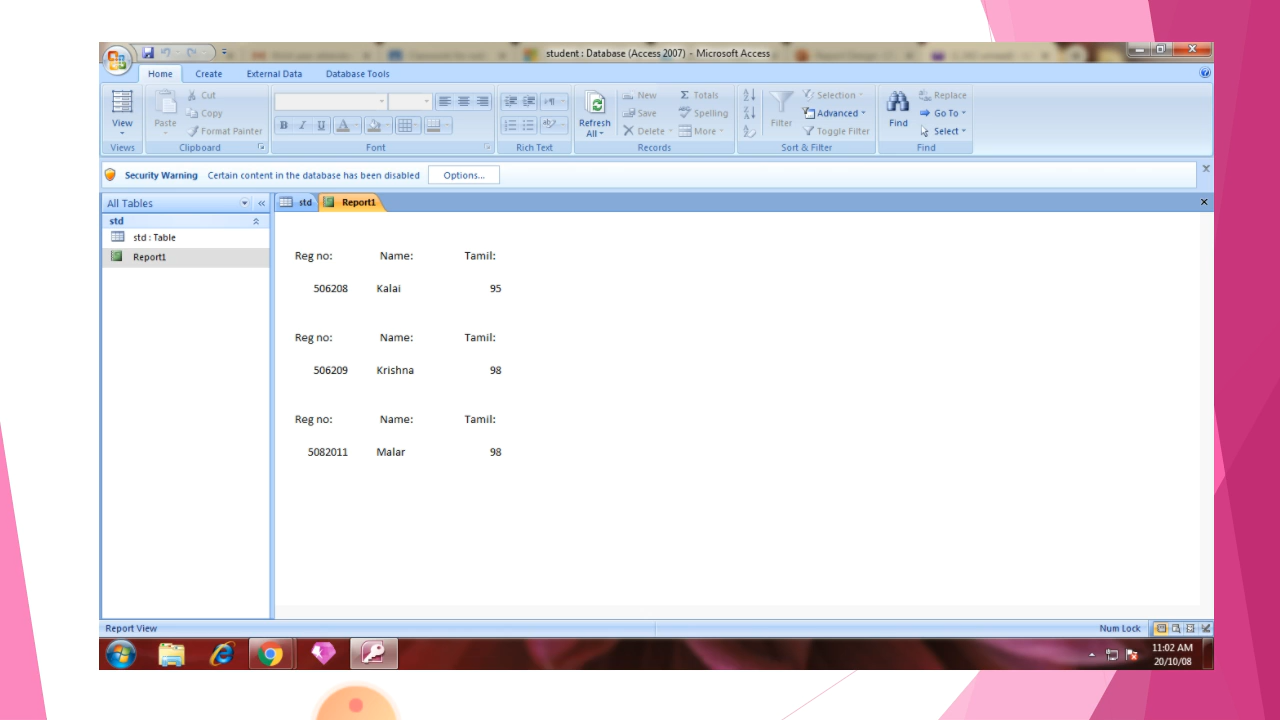 student : Database (Access 2007) - Microsoft Access
Home Create External Data Database Tools
View Paste Cut Copy Format Painter
B I U
Refresh All New Save Delete Totals Spelling More
Filter Selection Advanced Toggle Filter
Find Replace Go To Select
Views Clipboard Font Rich Text Records Sort & Filter Find
Security Warning Certain content in the database has been disabled Options...
All Tables
std Report1
std
std : Table
Report1
Reg no: Name: Tamil:
506208 Kalai 95
Reg no: Name: Tamil:
506209 Krishna 98
Reg no: Name: Tamil:
5082011 Malar 98
Report View Num Lock
11:02 AM
20/10/08